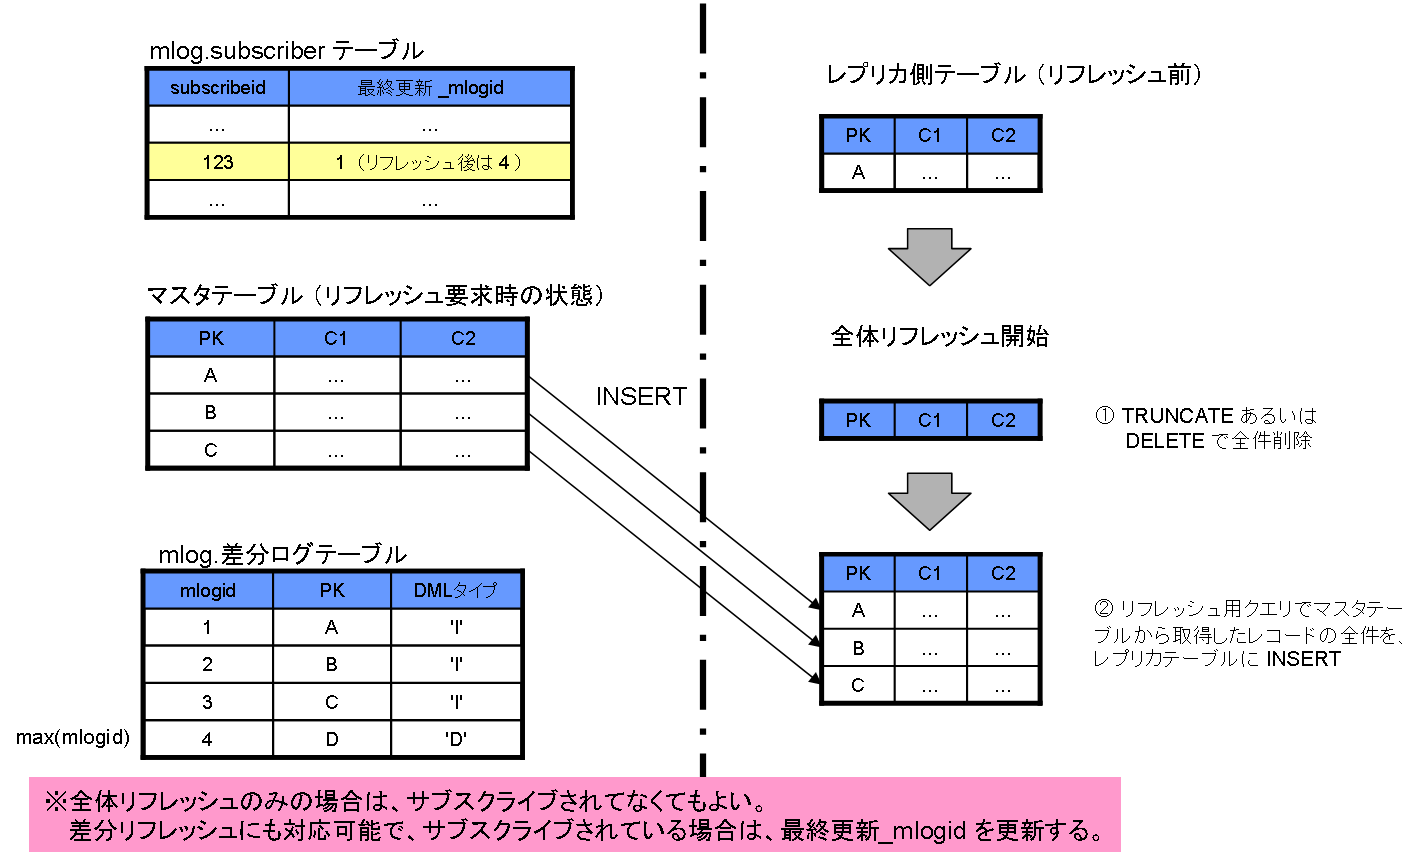 mlog.subscriber テーブル
subscribeid 最終更新 _mlogid
... ...
123 1 （リフレッシュ後は 4 ）
... ...
マスタテーブル（リフレッシュ要求時の状態）
PK C1 C2
A ... ...
B ... ...
C ... ...
INSERT
mlog.差分ログテーブル
mlogid PK DMLタイプ
1 A 'I'
2 B 'I'
3 C 'I'
max(mlogid) 4 D 'D'
レプリカ側テーブル（リフレッシュ前）
PK C1 C2
A ... ...
全体リフレッシュ開始
PK C1 C2
① TRUNCATE あるいは
DELETE で全件削除
PK C1 C2
A ... ...
B ... ...
C ... ...
② リフレッシュ用クエリでマスタテー
ブルから取得したレコードの全件を、
レプリカテーブルに INSERT
※全体リフレッシュのみの場合は、サブスクライブされてなくてもよい。
差分リフレッシュにも対応可能で、サブスクライブされている場合は、最終更新_mlogid を更新する。